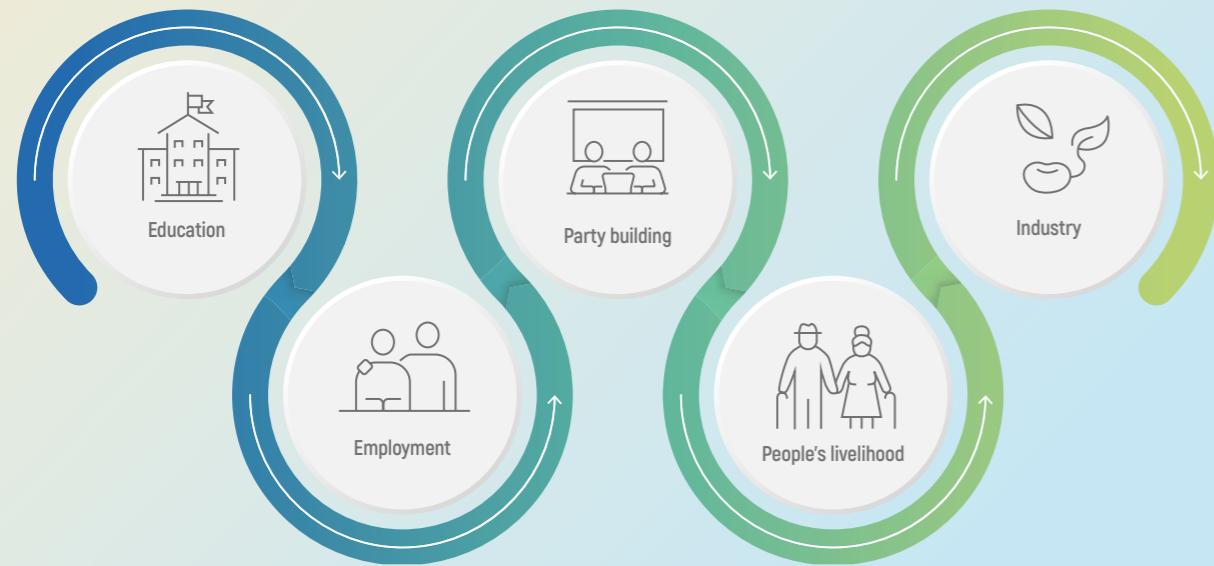 Education
Employment
Party building
People's livelihood
Industry